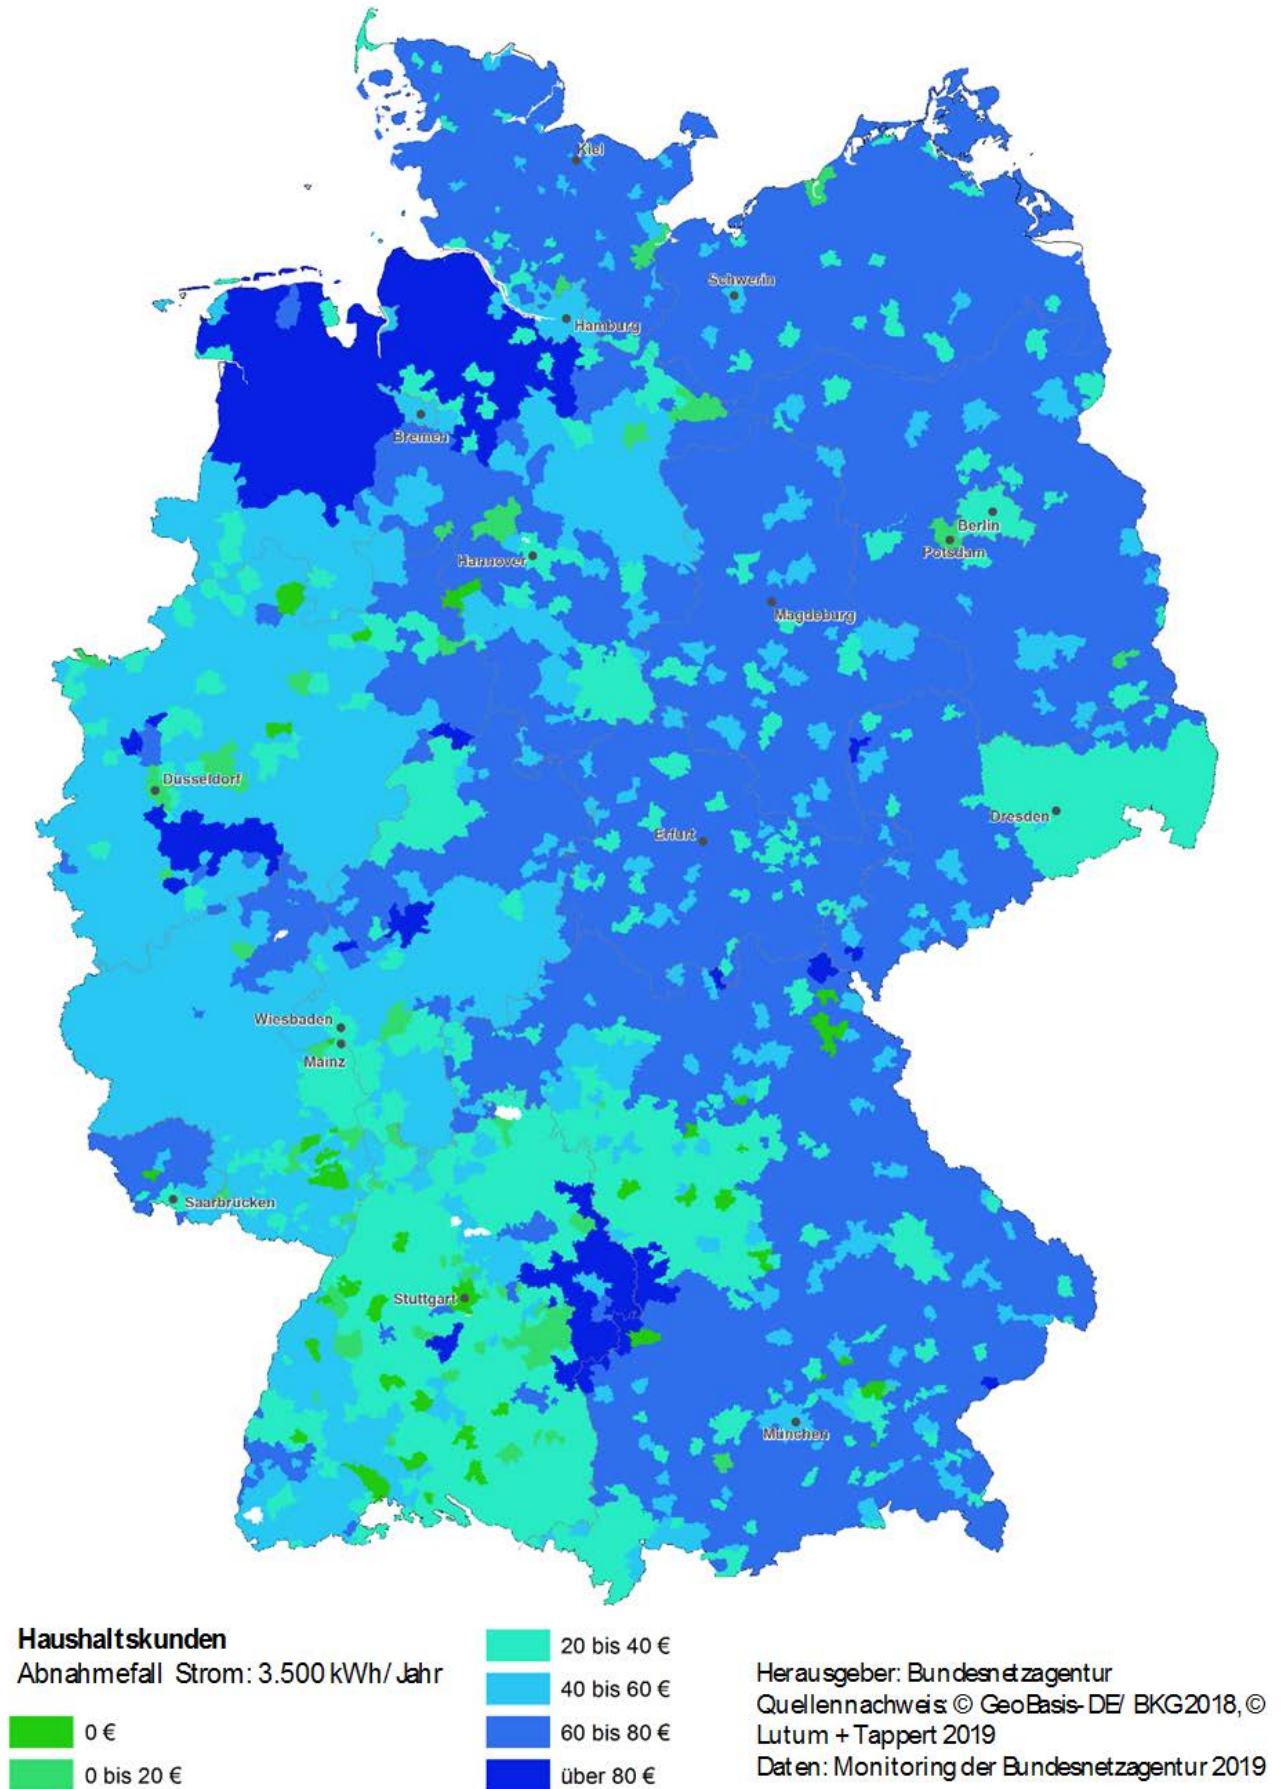 Kiel
Schwerin
Hamburg
Bremen
Berlin
Potsdam
Hannover
Magdeburg
Düsseldorf
Dresden
Erfurt
Wiesbaden
Mainz
Saarbrücken
Stuttgart
München
Haushaltskunden
Abnahmefall Strom: 3.500 kWh/ Jahr
0 €
0 bis 20 €
20 bis 40 €
40 bis 60 €
60 bis 80 €
über 80 €
Herausgeber: Bundesnetzagentur
Quellennachweis: © GeoBasis-DE/ BKG2018, ©
Lutum + Tappert 2019
Daten: Monitoring der Bundesnetzagentur 2019